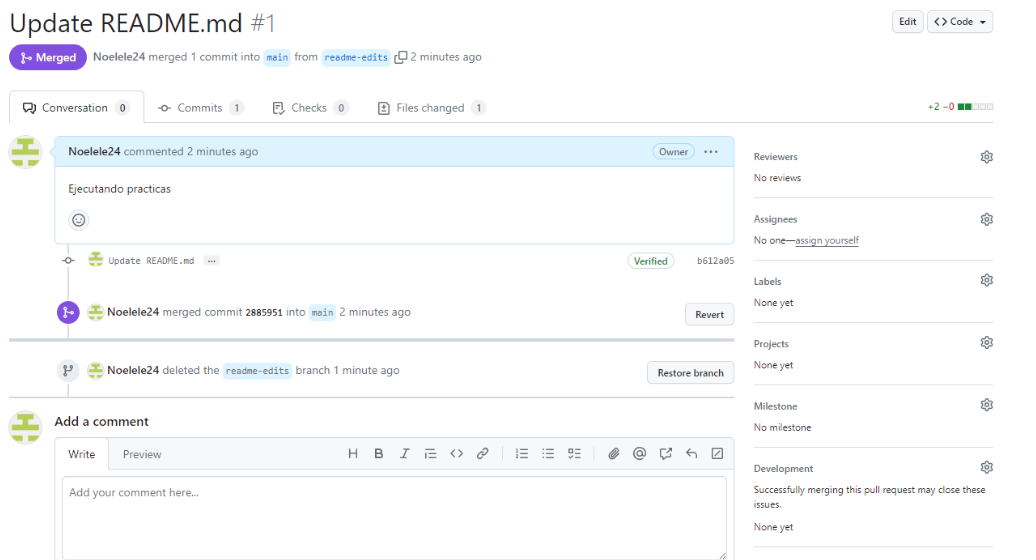 Update README.md #1
Edit
Code
Merged
Noelele24 merged 1 commit into main from readme-edits 2 minutes ago
Conversation 0
Commits 1
Checks 0
Files changed 1
+2 −0
Noelele24 commented 2 minutes ago
Owner
Ejecutando practicas
Update README.md
Verified
b612a05
Noelele24 merged commit 2885951 into main 2 minutes ago
Revert
Noelele24 deleted the readme-edits branch 1 minute ago
Restore branch
Add a comment
Write
Preview
Add your comment here...
Reviewers
No reviews
Assignees
No one—assign yourself
Labels
None yet
Projects
None yet
Milestone
No milestone
Development
Successfully merging this pull request may close these
issues.
None yet